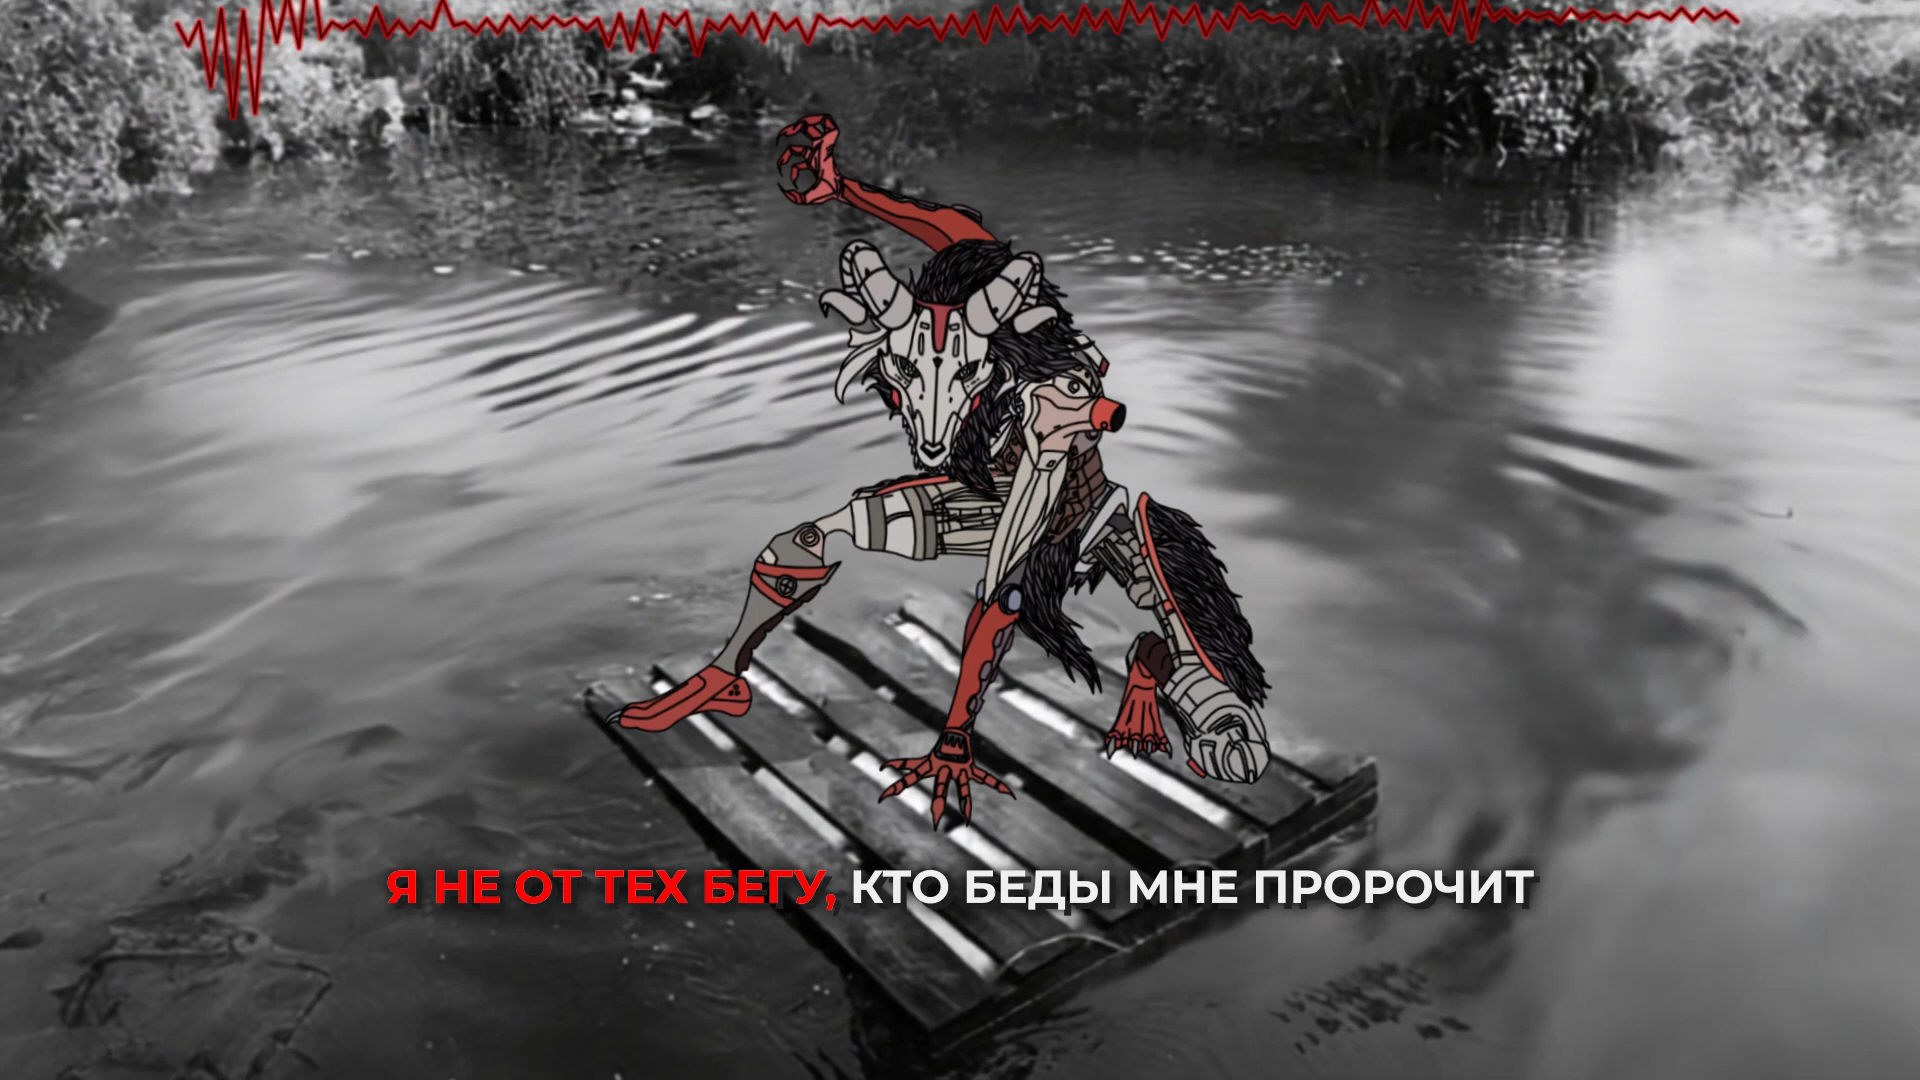 Я НЕ ОТ ТЕХ БЕГУ, КТО БЕДЫ МНЕ ПРОРОЧИТ